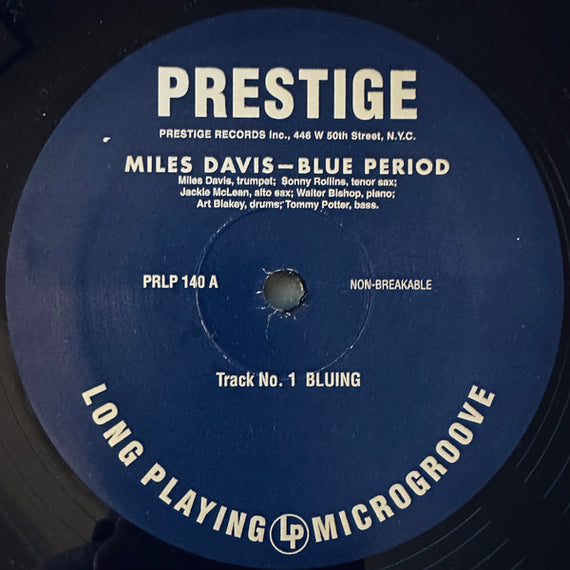 PRESTIGE
PRESTIGE RECORDS Inc., 446 W 50th Street, N.Y.C.
MILES DAVIS—BLUE PERIOD
Miles Davis, trumpet; Sonny Rollins, tenor sax;
Jackie McLean, alto sax; Walter Bishop, piano;
Art Blakey, drums; Tommy Potter, bass.
PRLP 140 A
NON-BREAKABLE
Track No. 1 BLUING
LONG PLAYING LP MICROGROOVE